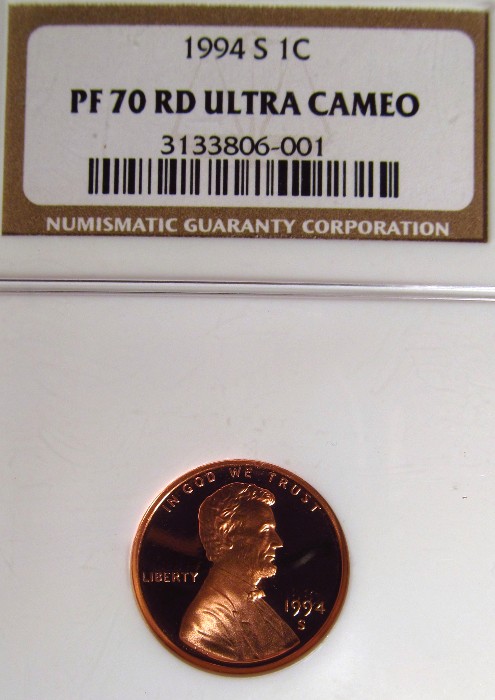 1994 S 1C
PF 70 RD ULTRA CAMEO
3133806-001
NUMISMATIC GUARANTY CORPORATION
IN GOD WE TRUST
LIBERTY
1994
S